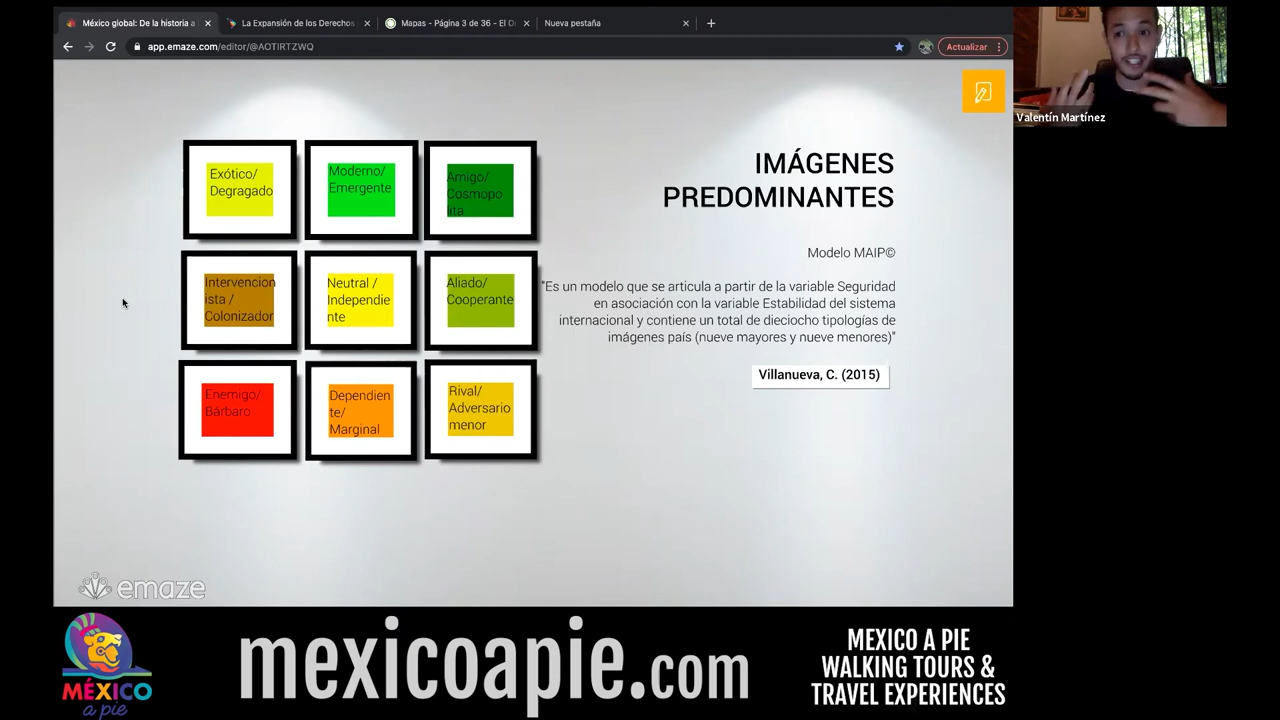 México global: De la historia a
La Expansión de los Derechos
Mapas - Página 3 de 36 - El O
Nueva pestaña
app.emaze.com/editor/@AOTIRTZWQ
Actualizar
Valentín Martínez
Exótico/
Degragado
Moderno/
Emergente
Amigo/
Cosmopo
lita
Intervencion
ista /
Colonizador
Neutral /
Independie
nte
Aliado/
Cooperante
Enemigo/
Bárbaro
Dependien
te/
Marginal
Rival/
Adversario
menor
IMÁGENES
PREDOMINANTES
Modelo MAIP©
"Es un modelo que se articula a partir de la variable Seguridad
en asociación con la variable Estabilidad del sistema
internacional y contiene un total de dieciocho tipologías de
imágenes país (nueve mayores y nueve menores)"
Villanueva, C. (2015)
emaze
MÉXICO
a pie
mexicoapie.com
MEXICO A PIE
WALKING TOURS &
TRAVEL EXPERIENCES